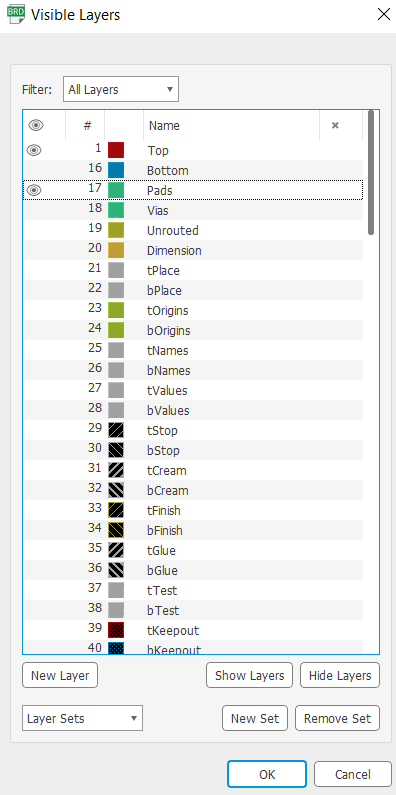 BRD Visible Layers
Filter: All Layers
# Name
1 Top
16 Bottom
17 Pads
18 Vias
19 Unrouted
20 Dimension
21 tPlace
22 bPlace
23 tOrigins
24 bOrigins
25 tNames
26 bNames
27 tValues
28 bValues
29 tStop
30 bStop
31 tCream
32 bCream
33 tFinish
34 bFinish
35 tGlue
36 bGlue
37 tTest
38 bTest
39 tKeepout
40 bKeepout
New Layer Show Layers Hide Layers
Layer Sets New Set Remove Set
OK Cancel